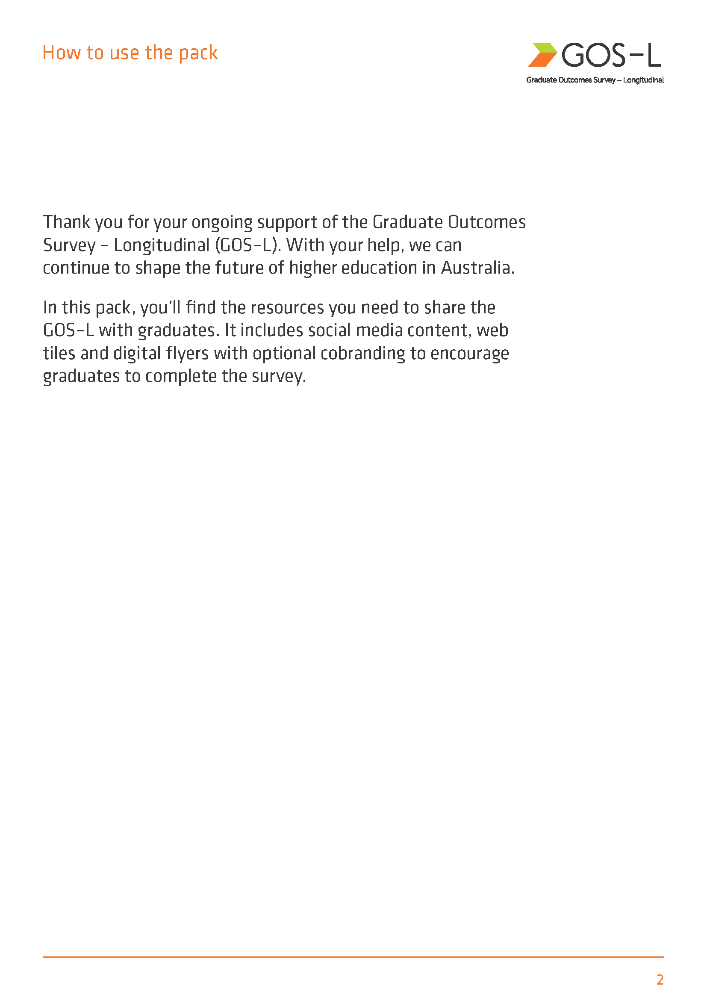 How to use the pack
GOS–L
Graduate Outcomes Survey – Longitudinal
Thank you for your ongoing support of the Graduate Outcomes
Survey – Longitudinal (GOS–L). With your help, we can
continue to shape the future of higher education in Australia.
In this pack, you’ll find the resources you need to share the
GOS–L with graduates. It includes social media content, web
tiles and digital flyers with optional cobranding to encourage
graduates to complete the survey.
2